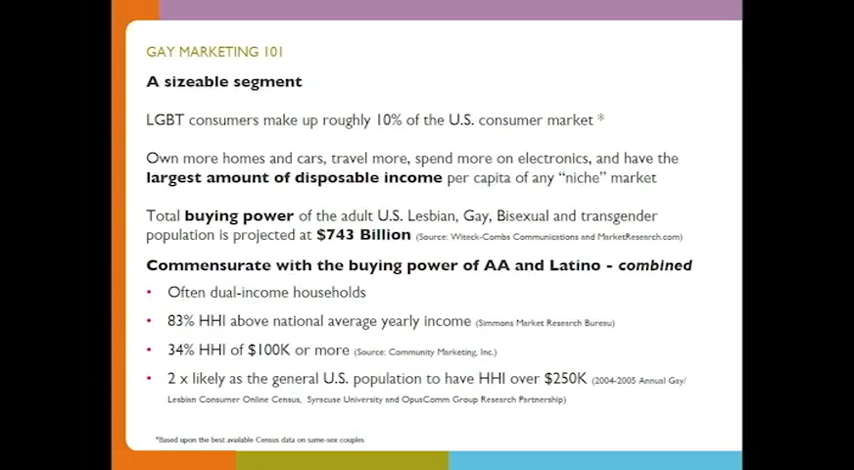 GAY MARKETING 101
A sizeable segment
LGBT consumers make up roughly 10% of the U.S. consumer market *
Own more homes and cars, travel more, spend more on electronics, and have the
largest amount of disposable income per capita of any "niche" market
Total buying power of the adult U.S. Lesbian, Gay, Bisexual and transgender
population is projected at $743 Billion (Source: Witeck-Combs Communications and MarketResearch.com)
Commensurate with the buying power of AA and Latino - combined
• Often dual-income households
• 83% HHI above national average yearly income (Simmons Market Research Bureau)
• 34% HHI of $100K or more (Source: Community Marketing, Inc.)
• 2 x likely as the general U.S. population to have HHI over $250K (2004-2005 Annual Gay/
Lesbian Consumer Online Census, Syracuse University and OpusComm Group Research Partnership)
*Based upon the best available Census data on same-sex couples